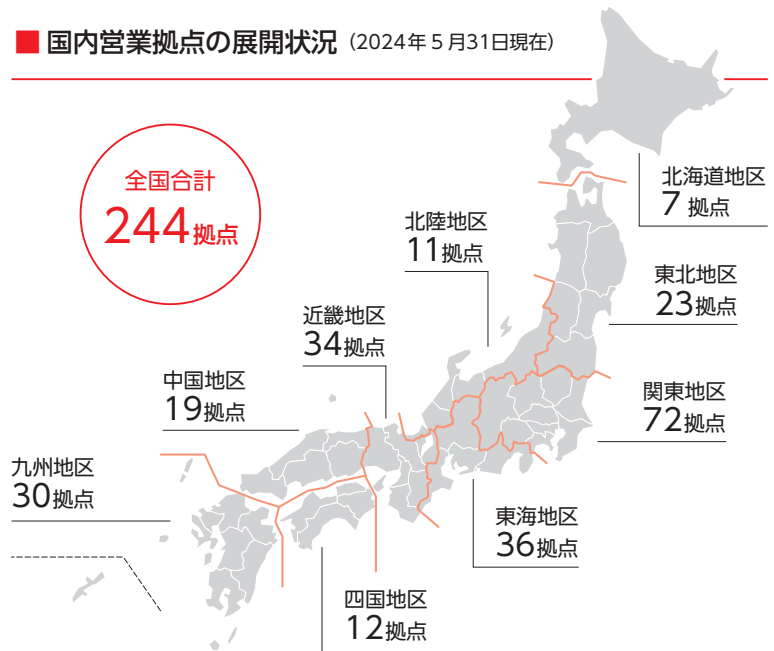 ■ 国内営業拠点の展開状況（2024年5月31日現在）
全国合計
244拠点
北海道地区
7 拠点
北陸地区
11拠点
東北地区
23拠点
近畿地区
34拠点
中国地区
19拠点
関東地区
72拠点
九州地区
30拠点
東海地区
36拠点
四国地区
12拠点